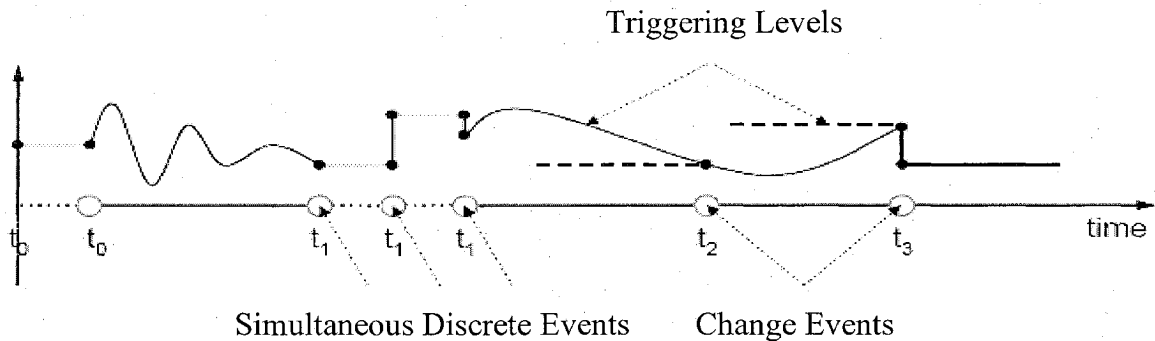 Triggering Levels
t₀ t₀ t₁ t₁ t₁ t₂ t₃ time
Simultaneous Discrete Events Change Events